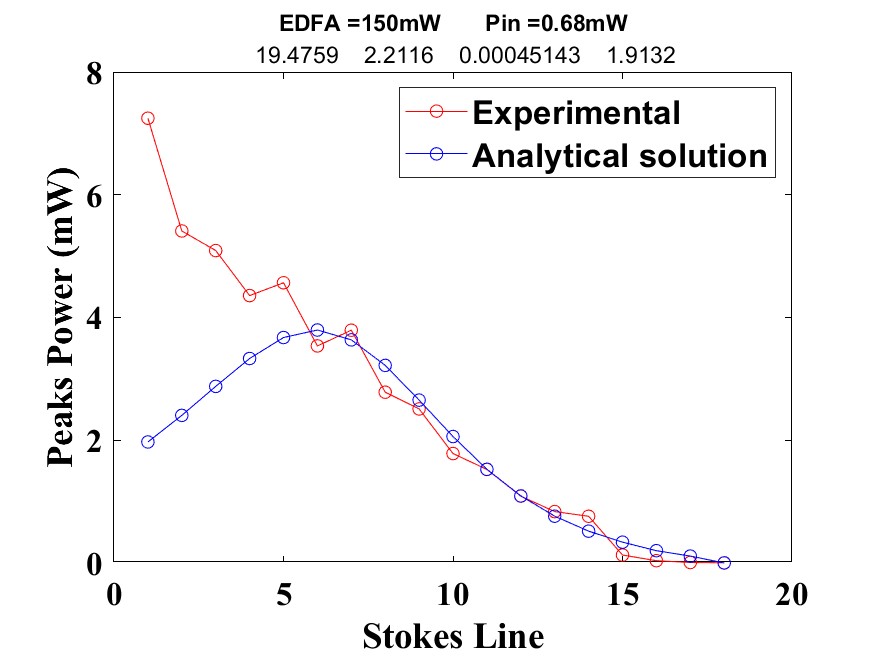 EDFA =150mW Pin =0.68mW
19.4759 2.2116 0.00045143 1.9132
8
Experimental
Analytical solution
6
4
2
0
Peaks Power (mW)
0 5 10 15 20
Stokes Line